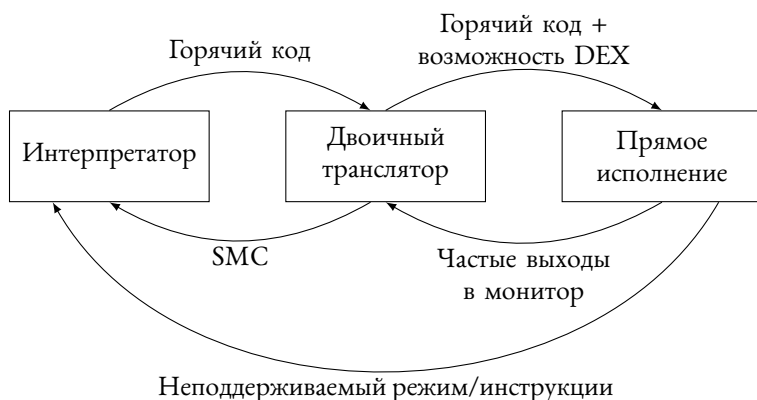 Горячий код
Горячий код +
возможность DEX
Интерпретатор
Двоичный
транслятор
Прямое
исполнение
SMC
Частые выходы
в монитор
Неподдерживаемый режим/инструкции